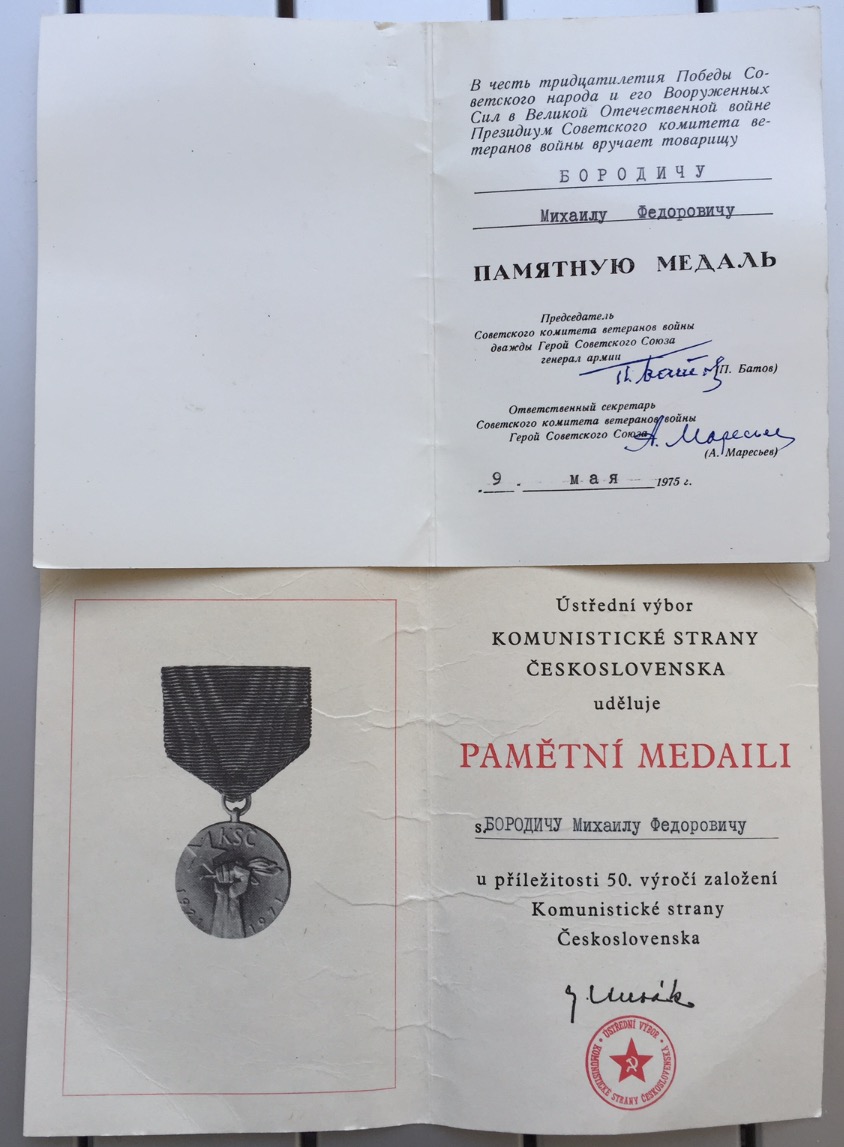 В честь тридцатилетия Победы Со-
ветского народа и его Вооруженных
Сил в Великой Отечественной войне
Президиум Советского комитета ве-
теранов войны вручает товарищу
БОРОДИЧУ
Михаилу Федоровичу
ПАМЯТНУЮ МЕДАЛЬ
Председатель
Советского комитета ветеранов войны
дважды Герой Советского Союза
генерал армии
П. Батов
(П. Батов)
Ответственный секретарь
Советского комитета ветеранов войны
Герой Советского Союза
А. Маресьев
(А. Маресьев)
9 мая 1975 г.
KSČ
1921 1971
Ústřední výbor
KOMUNISTICKÉ STRANY
ČESKOSLOVENSKA
uděluje
PAMĚTNÍ MEDAILI
s. БОРОДИЧУ Михаилу Федоровичу
u příležitosti 50. výročí založení
Komunistické strany
Československa
ÚSTŘEDNÍ VÝBOR
KOMUNISTICKÉ STRANY ČESKOSLOVENSKA